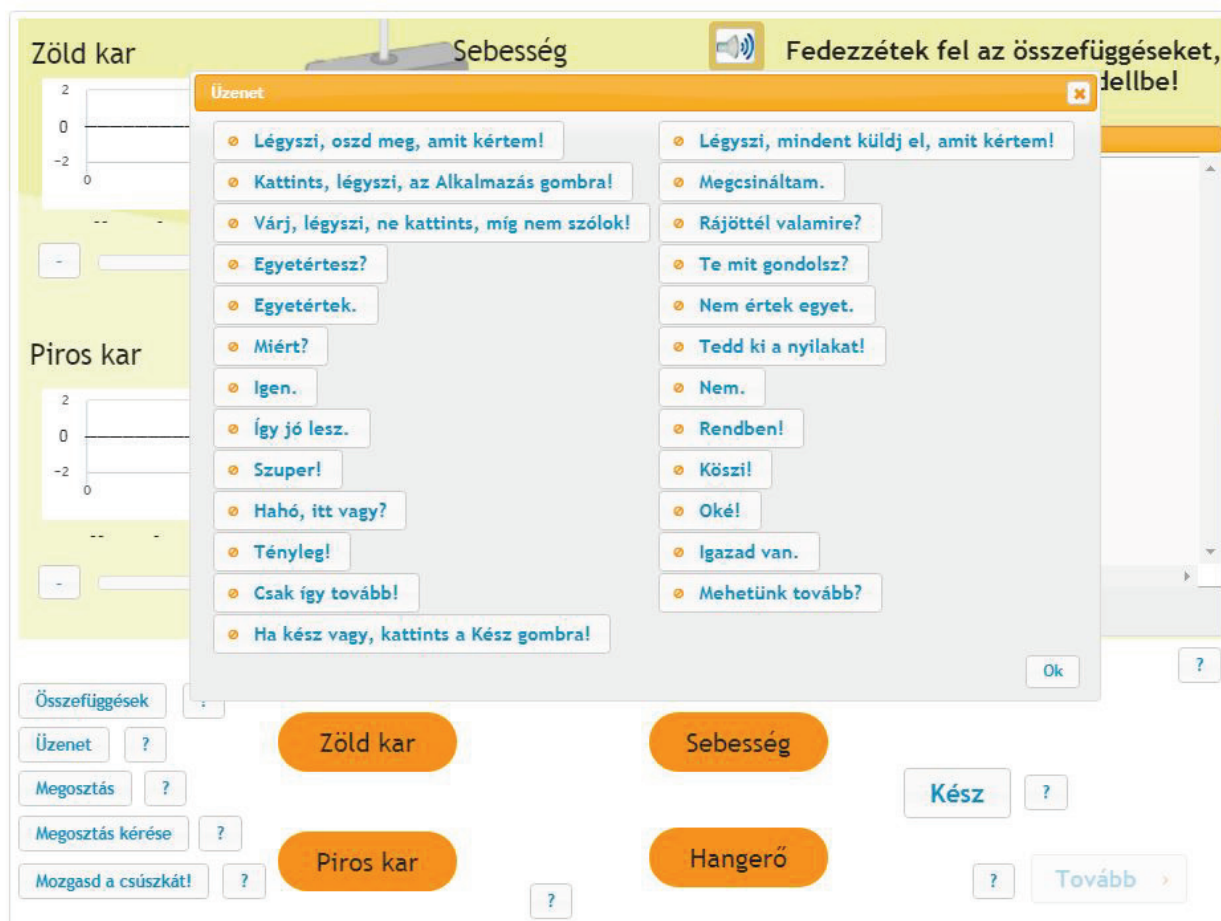 Zöld kar
Sebesség
Fedezzétek fel az összefüggéseket,
dellbe!
2
0
-2
0
-- -
-
Piros kar
2
0
-2
0
-- -
-
Üzenet
Légyszi, oszd meg, amit kértem!
Légyszi, mindent küldj el, amit kértem!
Kattints, légyszi, az Alkalmazás gombra!
Megcsináltam.
Várj, légyszi, ne kattints, míg nem szólok!
Rájöttél valamire?
Egyetértesz?
Te mit gondolsz?
Egyetértek.
Nem értek egyet.
Miért?
Tedd ki a nyilakat!
Igen.
Nem.
Így jó lesz.
Rendben!
Szuper!
Köszi!
Hahó, itt vagy?
Oké!
Tényleg!
Igazad van.
Csak így tovább!
Mehetünk tovább?
Ha kész vagy, kattints a Kész gombra!
Ok
?
Összefüggések ?
Üzenet ?
Megosztás ?
Megosztás kérése ?
Mozgasd a csúszkát! ?
Zöld kar
Sebesség
Piros kar
Hangerő
?
Kész ?
? Tovább ›